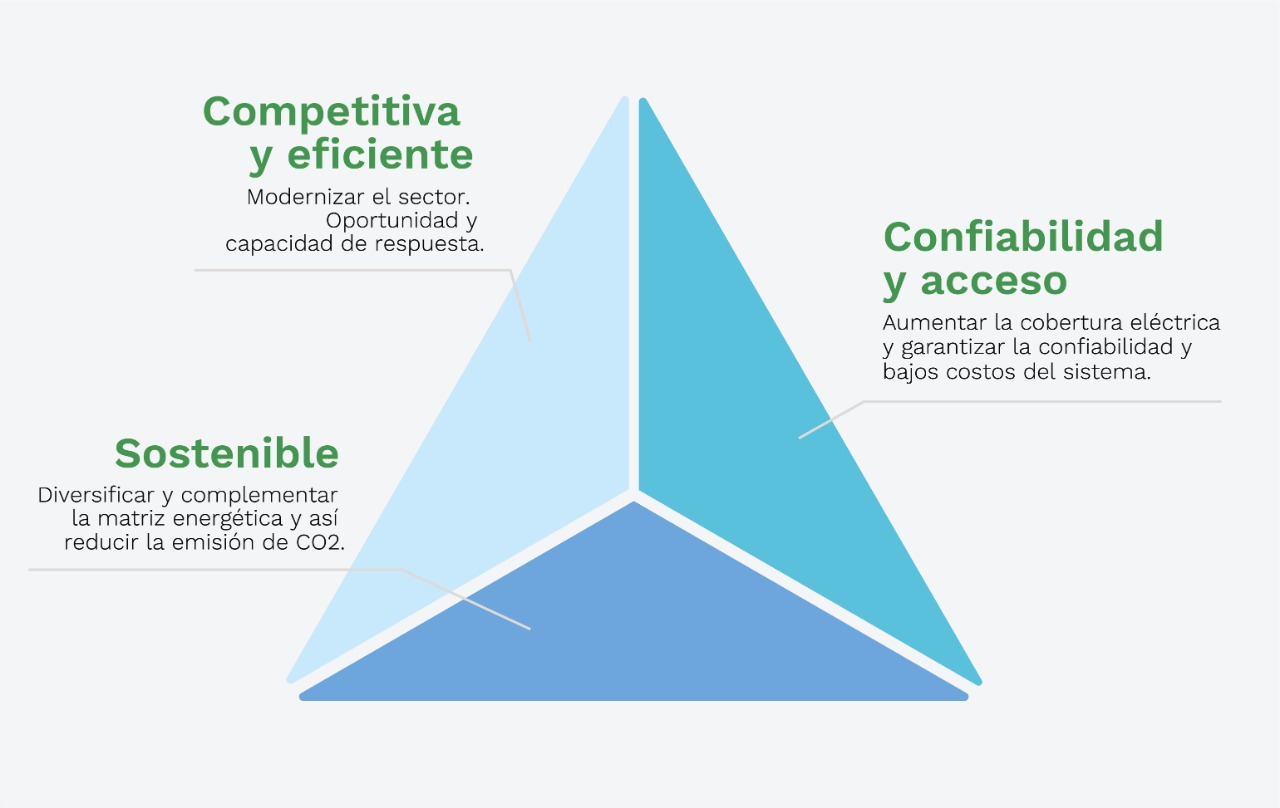 Competitiva
y eficiente
Modernizar el sector.
Oportunidad y
capacidad de respuesta.
Confiabilidad
y acceso
Aumentar la cobertura eléctrica
y garantizar la confiabilidad y
bajos costos del sistema.
Sostenible
Diversificar y complementar
la matriz energética y así
reducir la emisión de CO2.